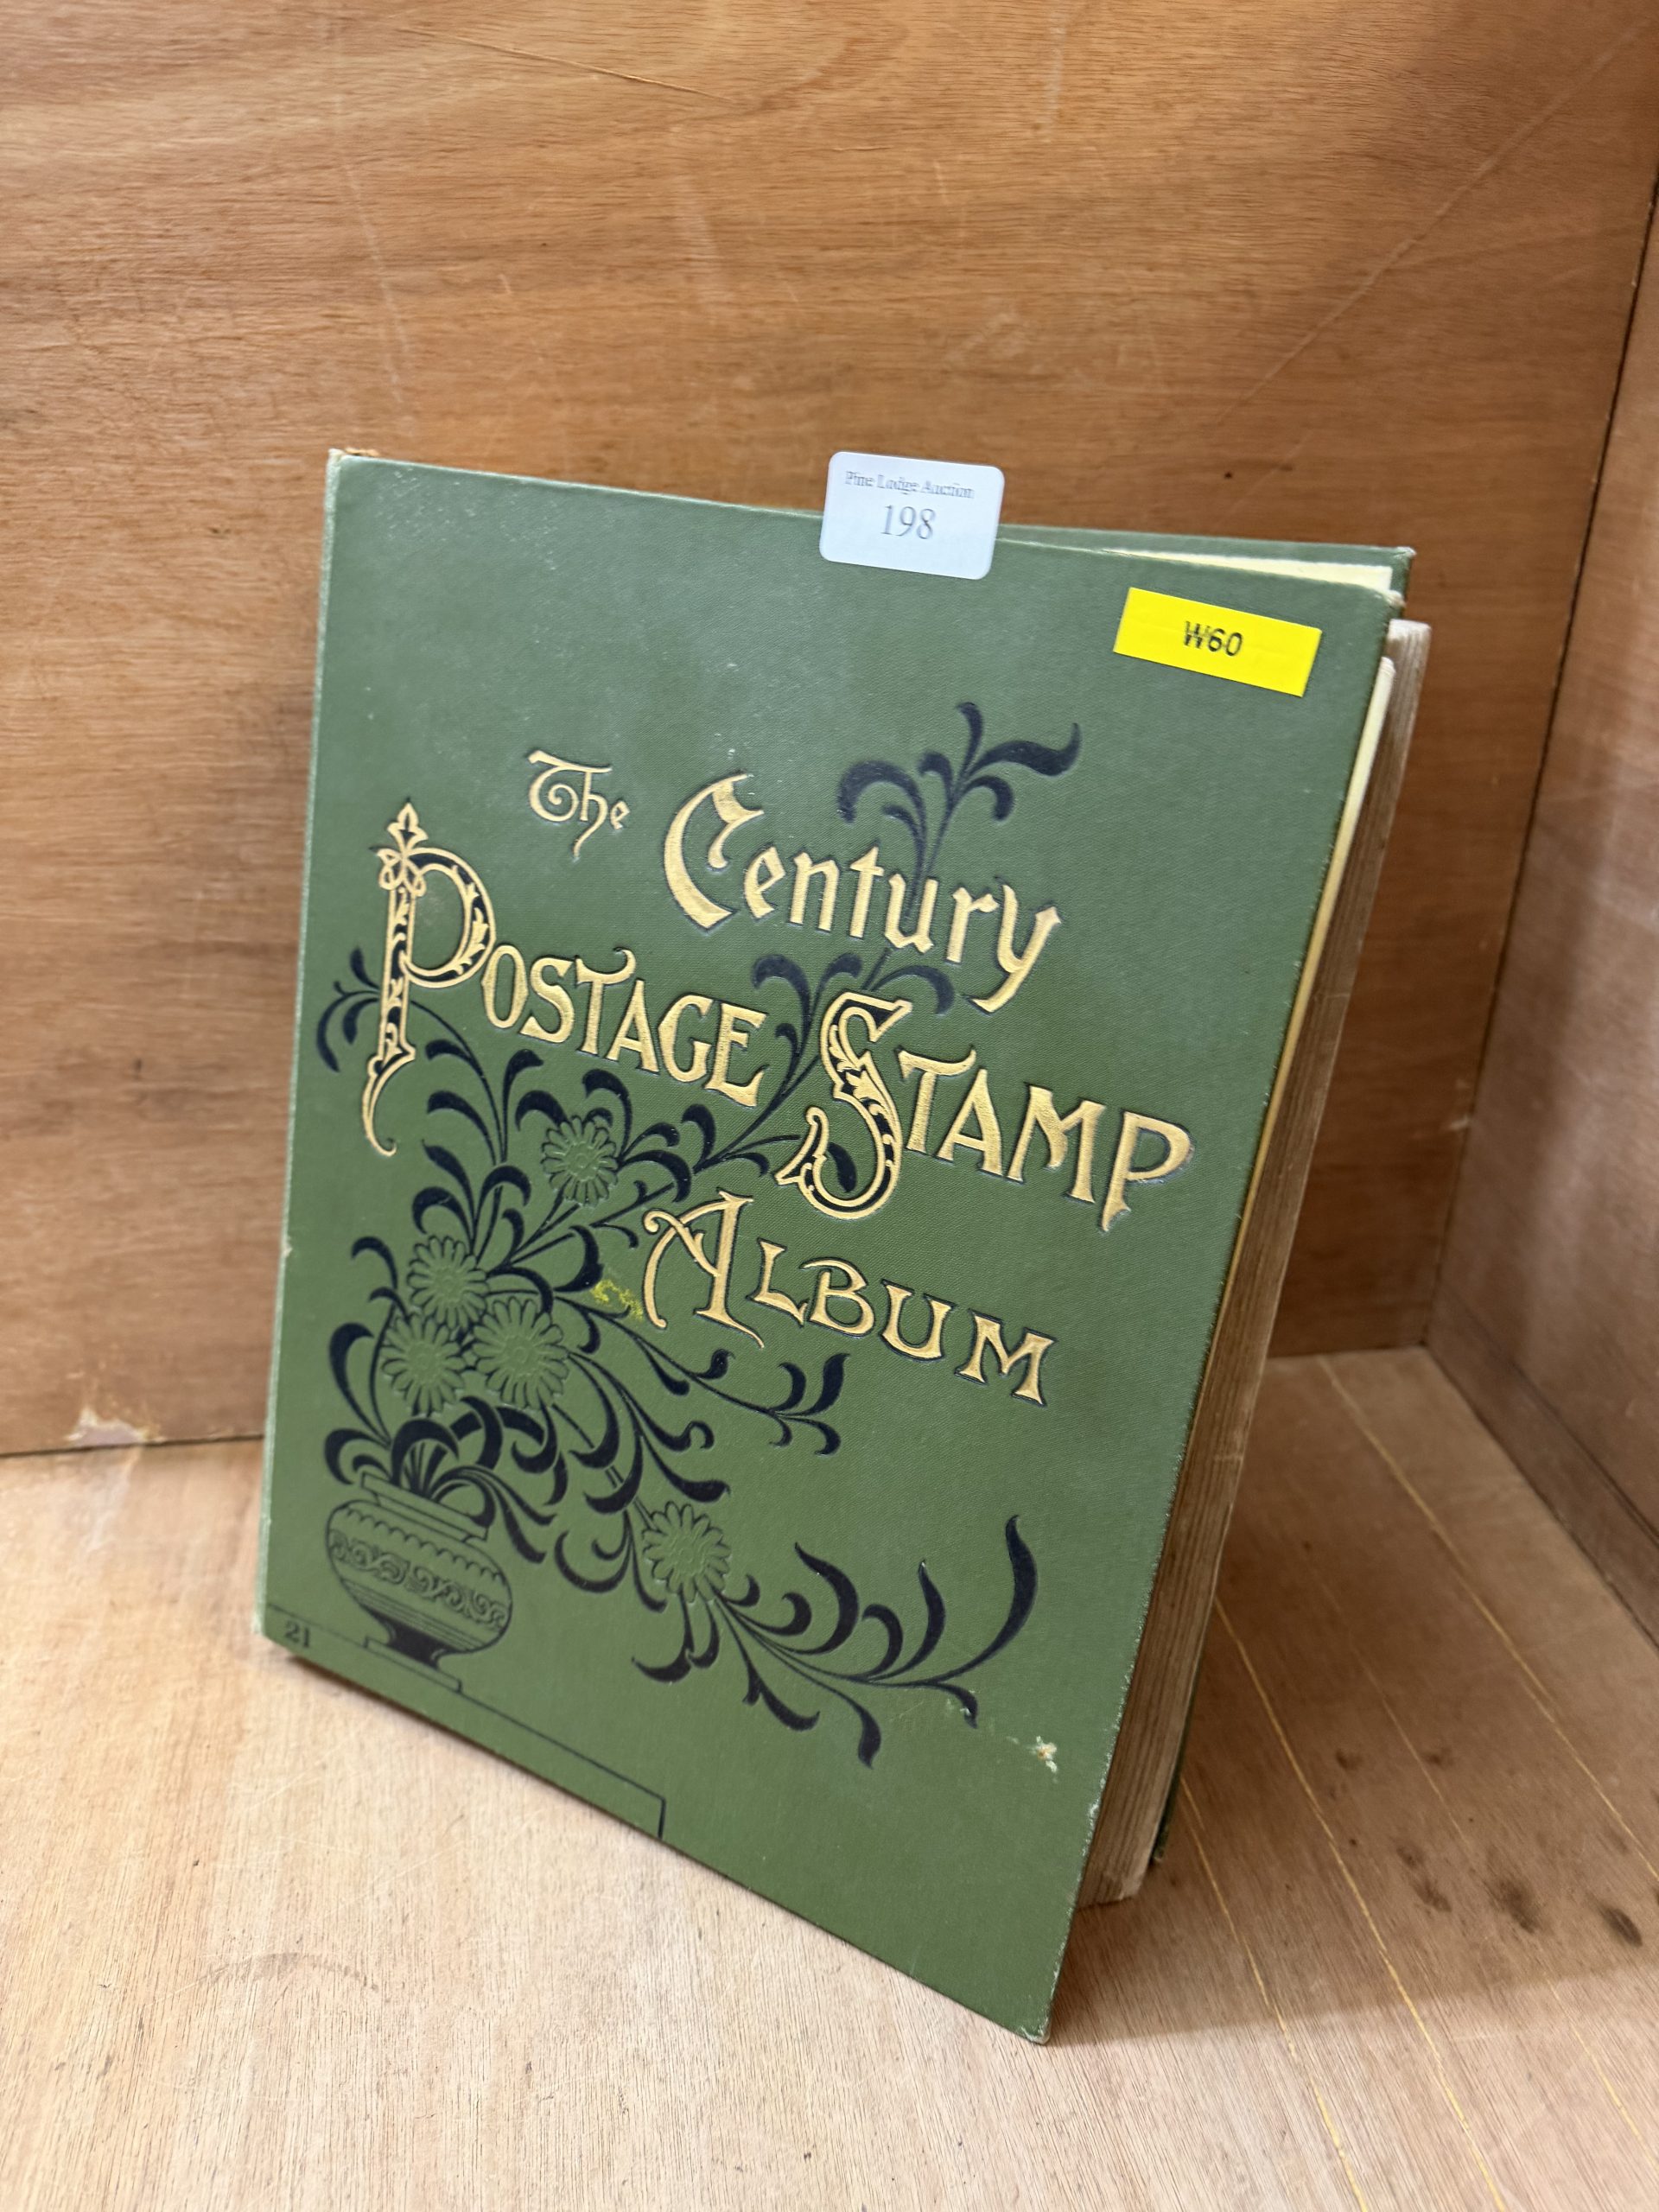 Pine Lodge Auction
198
W60
The Century
POSTAGE STAMP
ALBUM
21